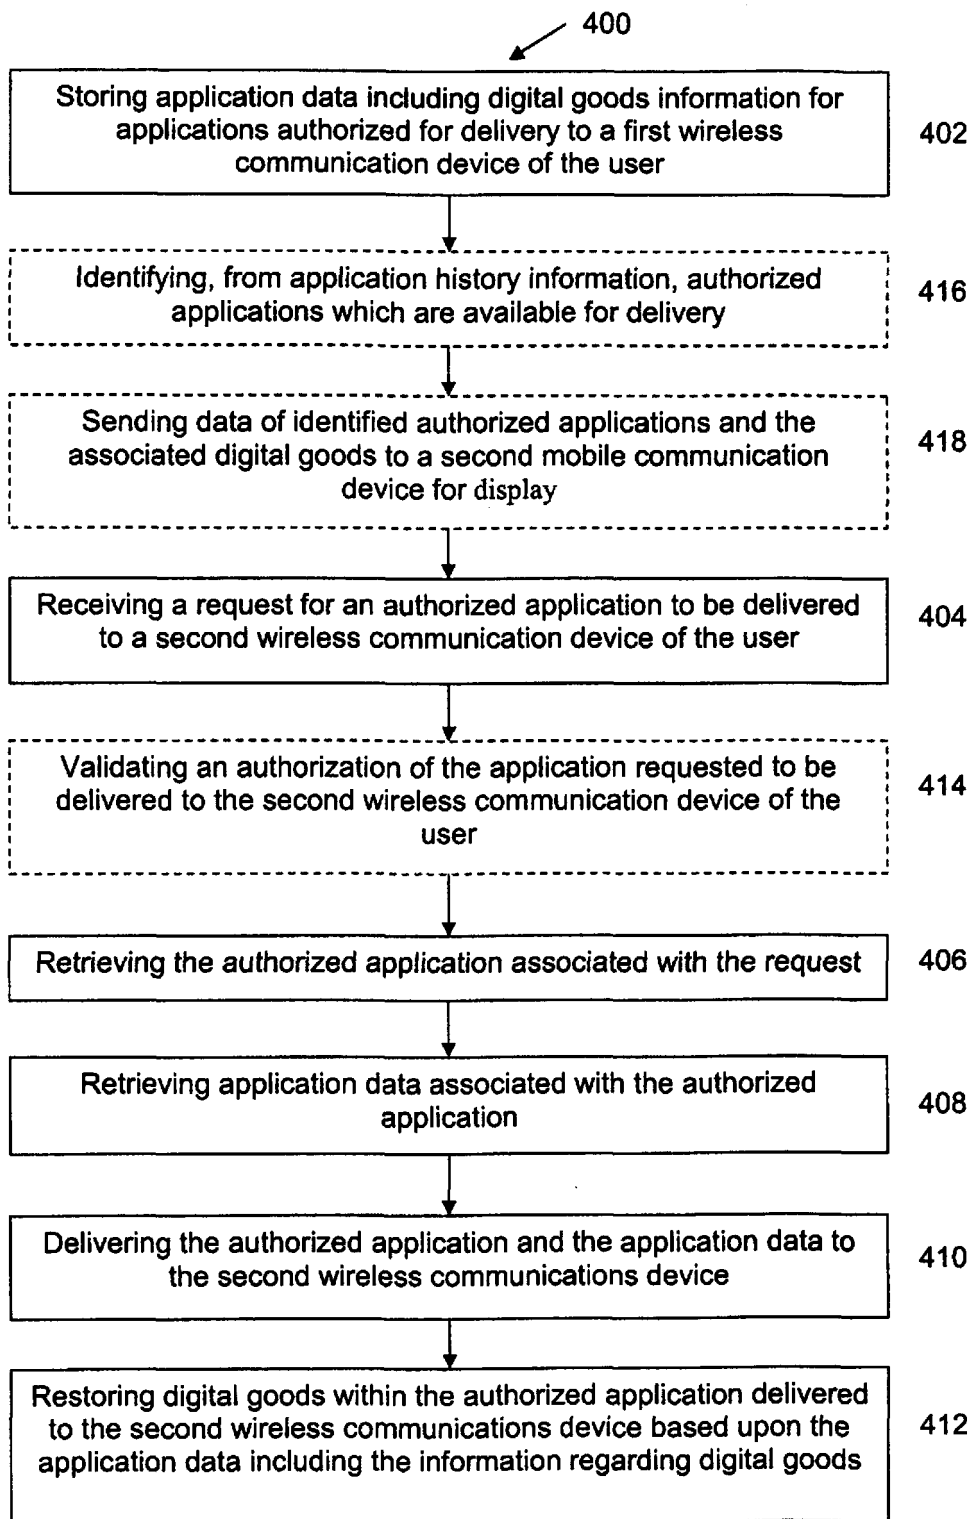 400
Storing application data including digital goods information for
applications authorized for delivery to a first wireless
communication device of the user
402
Identifying, from application history information, authorized
applications which are available for delivery
416
Sending data of identified authorized applications and the
associated digital goods to a second mobile communication
device for display
418
Receiving a request for an authorized application to be delivered
to a second wireless communication device of the user
404
Validating an authorization of the application requested to be
delivered to the second wireless communication device of the
user
414
Retrieving the authorized application associated with the request
406
Retrieving application data associated with the authorized
application
408
Delivering the authorized application and the application data to
the second wireless communications device
410
Restoring digital goods within the authorized application delivered
to the second wireless communications device based upon the
application data including the information regarding digital goods
412